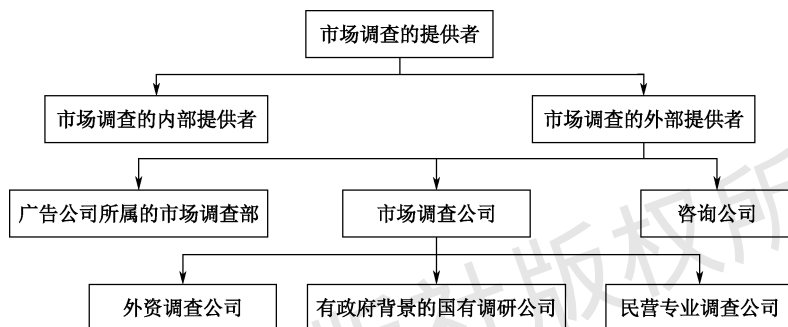 市场调查的提供者
市场调查的内部提供者
市场调查的外部提供者
广告公司所属的市场调查部
市场调查公司
咨询公司
外资调查公司
有政府背景的国有调研公司
民营专业调查公司
社版权所